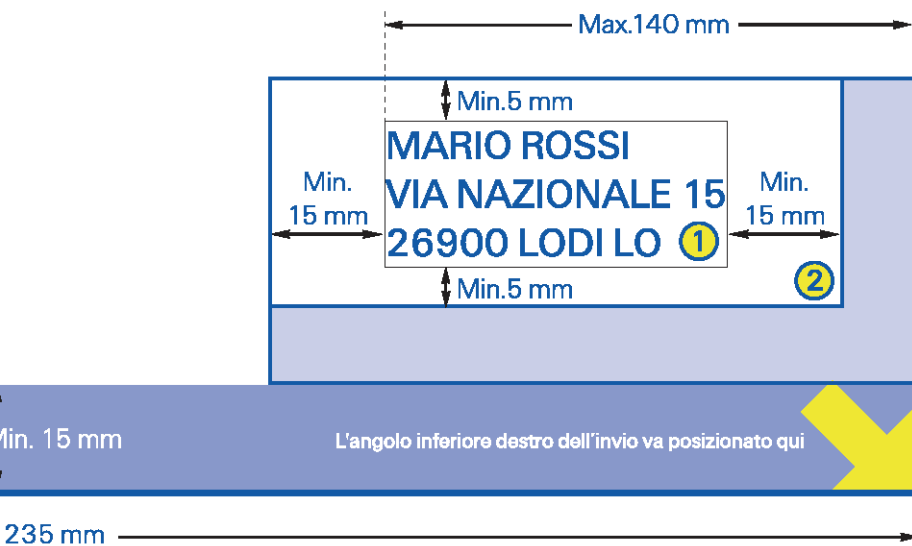 Max.140 mm
Min.5 mm
MARIO ROSSI
VIA NAZIONALE 15
26900 LODI LO 1
Min.
15 mm
Min.
15 mm
Min.5 mm
2
Min. 15 mm
L'angolo inferiore destro dell'invio va posizionato qui
235 mm